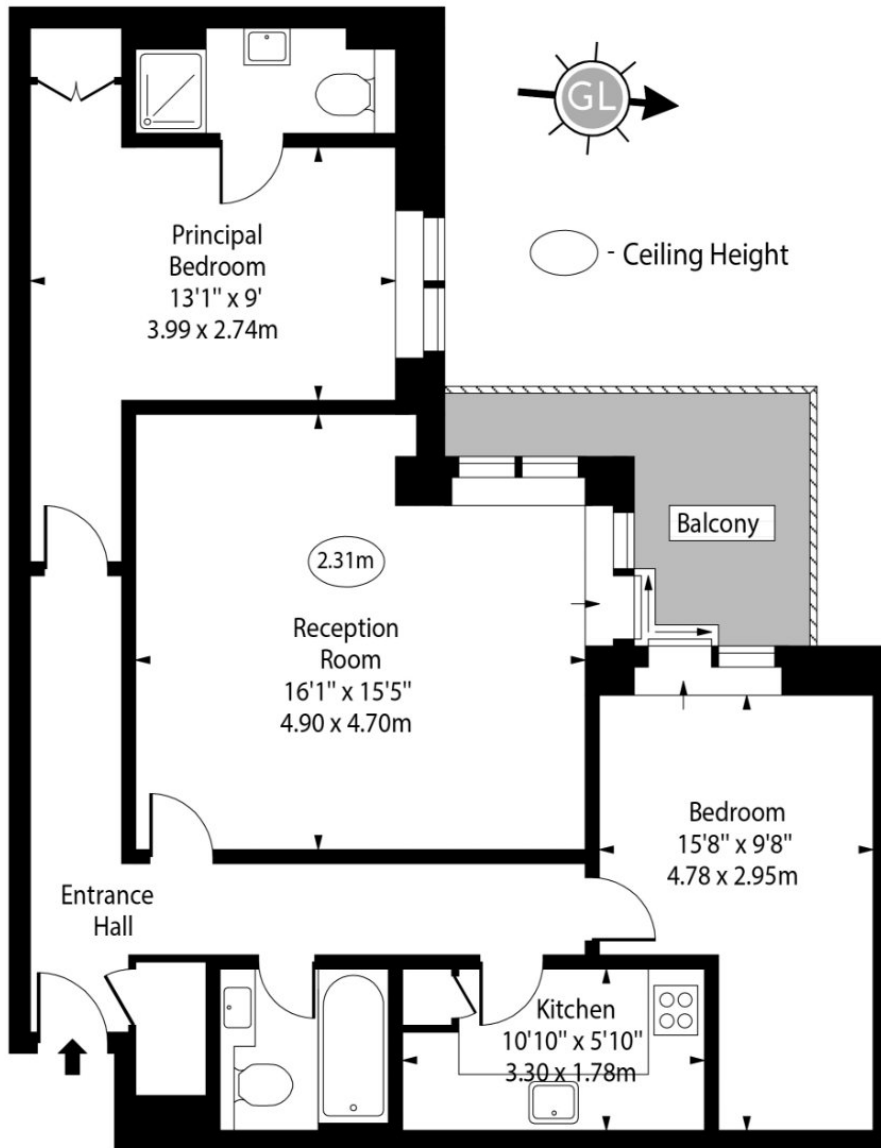 GL
- Ceiling Height
Principal
Bedroom
13'1" x 9'
3.99 x 2.74m
Balcony
2.31m
Reception
Room
16'1" x 15'5"
4.90 x 4.70m
Bedroom
15'8" x 9'8"
4.78 x 2.95m
Entrance
Hall
Kitchen
10'10" x 5'10"
3.30 x 1.78m